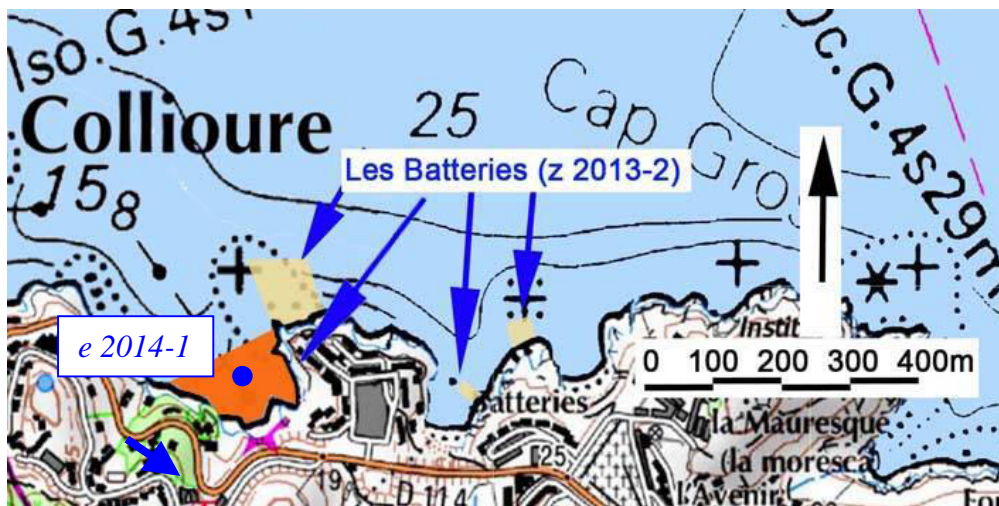 Iso.G.4s
Oc.G.4s29m
Collioure
25
Cap Gro
15 8
Les Batteries (z 2013-2)
e 2014-1
Instit
0 100 200 300 400m
Batteries
la Mauresque
(la moresca)
25
19
D 114
l'Avenir